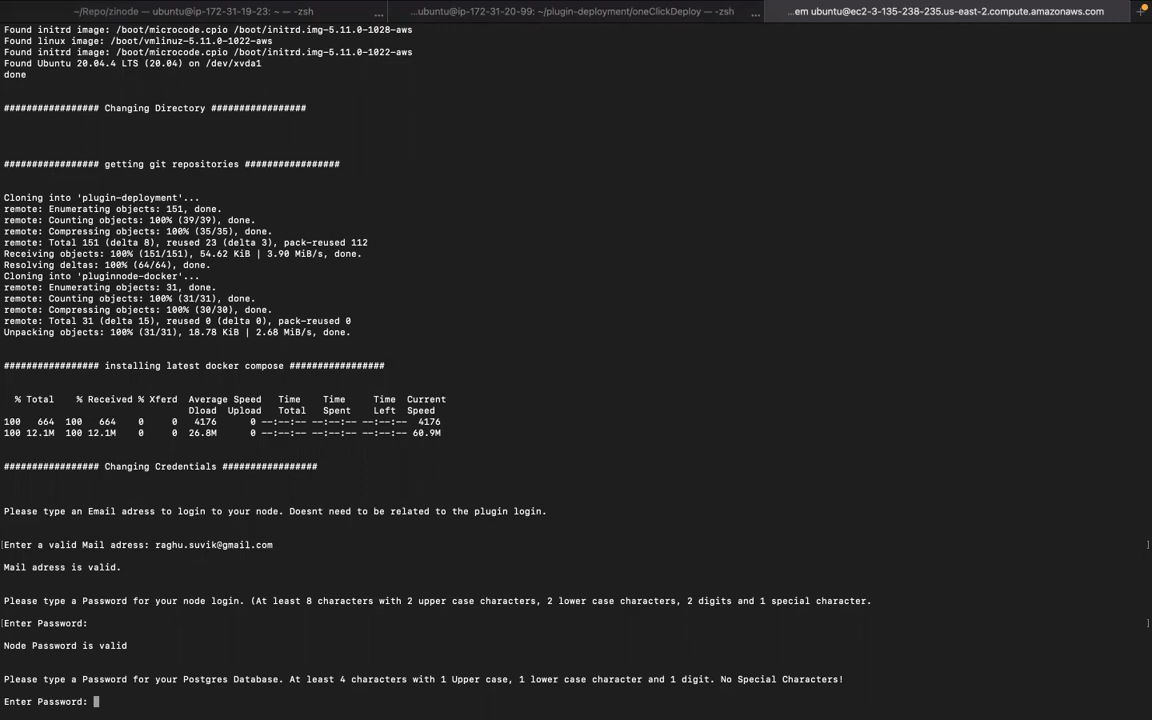 ~/Repo/zinode — ubuntu@ip-172-31-19-23: ~ — -zsh
...ubuntu@ip-172-31-20-99: ~/plugin-deployment/oneClickDeploy — -zsh
...em ubuntu@ec2-3-135-238-235.us-east-2.compute.amazonaws.com
Found initrd image: /boot/microcode.cpio /boot/initrd.img-5.11.0-1028-aws
Found linux image: /boot/vmlinuz-5.11.0-1022-aws
Found initrd image: /boot/microcode.cpio /boot/initrd.img-5.11.0-1022-aws
Found Ubuntu 20.04.4 LTS (20.04) on /dev/xvda1
done
################# Changing Directory #################
################# getting git repositories #################
Cloning into 'plugin-deployment'...
remote: Enumerating objects: 151, done.
remote: Counting objects: 100% (39/39), done.
remote: Compressing objects: 100% (35/35), done.
remote: Total 151 (delta 8), reused 23 (delta 3), pack-reused 112
Receiving objects: 100% (151/151), 54.62 KiB | 3.90 MiB/s, done.
Resolving deltas: 100% (64/64), done.
Cloning into 'pluginnode-docker'...
remote: Enumerating objects: 31, done.
remote: Counting objects: 100% (31/31), done.
remote: Compressing objects: 100% (30/30), done.
remote: Total 31 (delta 15), reused 0 (delta 0), pack-reused 0
Unpacking objects: 100% (31/31), 18.78 KiB | 2.68 MiB/s, done.
################# installing latest docker compose #################
% Total % Received % Xferd Average Speed Time Time Time Current
Dload Upload Total Spent Left Speed
100 664 100 664 0 0 4176 0 --:--:-- --:--:-- --:--:-- 4176
100 12.1M 100 12.1M 0 0 26.8M 0 --:--:-- --:--:-- --:--:-- 60.9M
################# Changing Credentials #################
Please type an Email adress to login to your node. Doesnt need to be related to the plugin login.
[Enter a valid Mail adress: raghu.suvik@gmail.com ]
Mail adress is valid.
Please type a Password for your node login. (At least 8 characters with 2 upper case characters, 2 lower case characters, 2 digits and 1 special character.
[Enter Password: ]
Node Password is valid
Please type a Password for your Postgres Database. At least 4 characters with 1 Upper case, 1 lower case character and 1 digit. No Special Characters!
Enter Password: